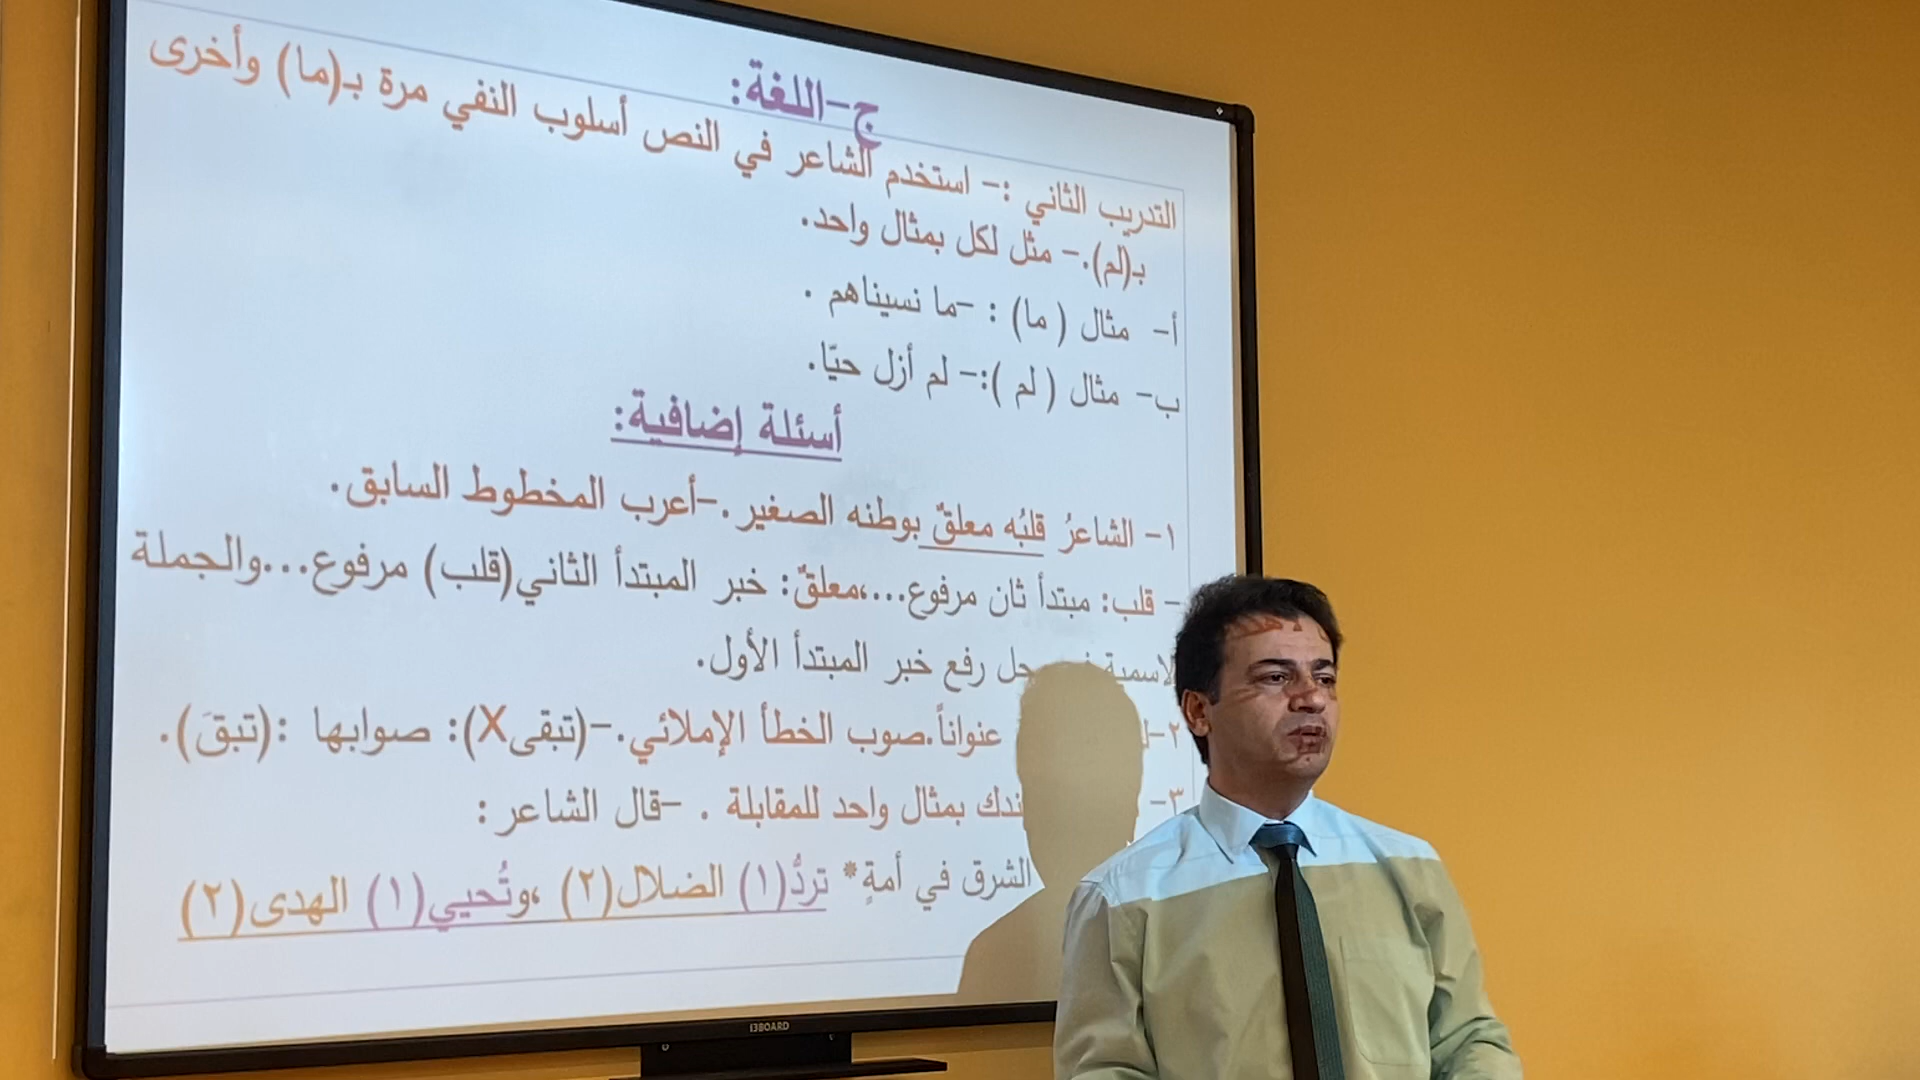 ج-اللغة:
التدريب الثاني :- استخدم الشاعر في النص أسلوب النفي مرة بـ(ما) وأخرى
بـ(لم).- مثل لكل بمثال واحد.
أ- مثال ( ما) : -ما نسيناهم .
ب- مثال ( لم ):- لم أزل حيّا.
أسئلة إضافية:
١- الشاعرُ قلبُه معلقٌ بوطنه الصغير.-أعرب المخطوط السابق.
- قلب: مبتدأ ثان مرفوع...،معلقٌ: خبر المبتدأ الثاني(قلب) مرفوع...والجملة
رفع خبر المبتدأ الأول.
٢- عنواناً.صوب الخطأ الإملائي.-(تبقىX): صوابها :(تبقَ).
٣- بمثال واحد للمقابلة . -قال الشاعر :
الشرق في أمةٍ* تردُّ(١) الضلال(٢) ،وتُحيي(١) الهدى(٢)
I3BOARD